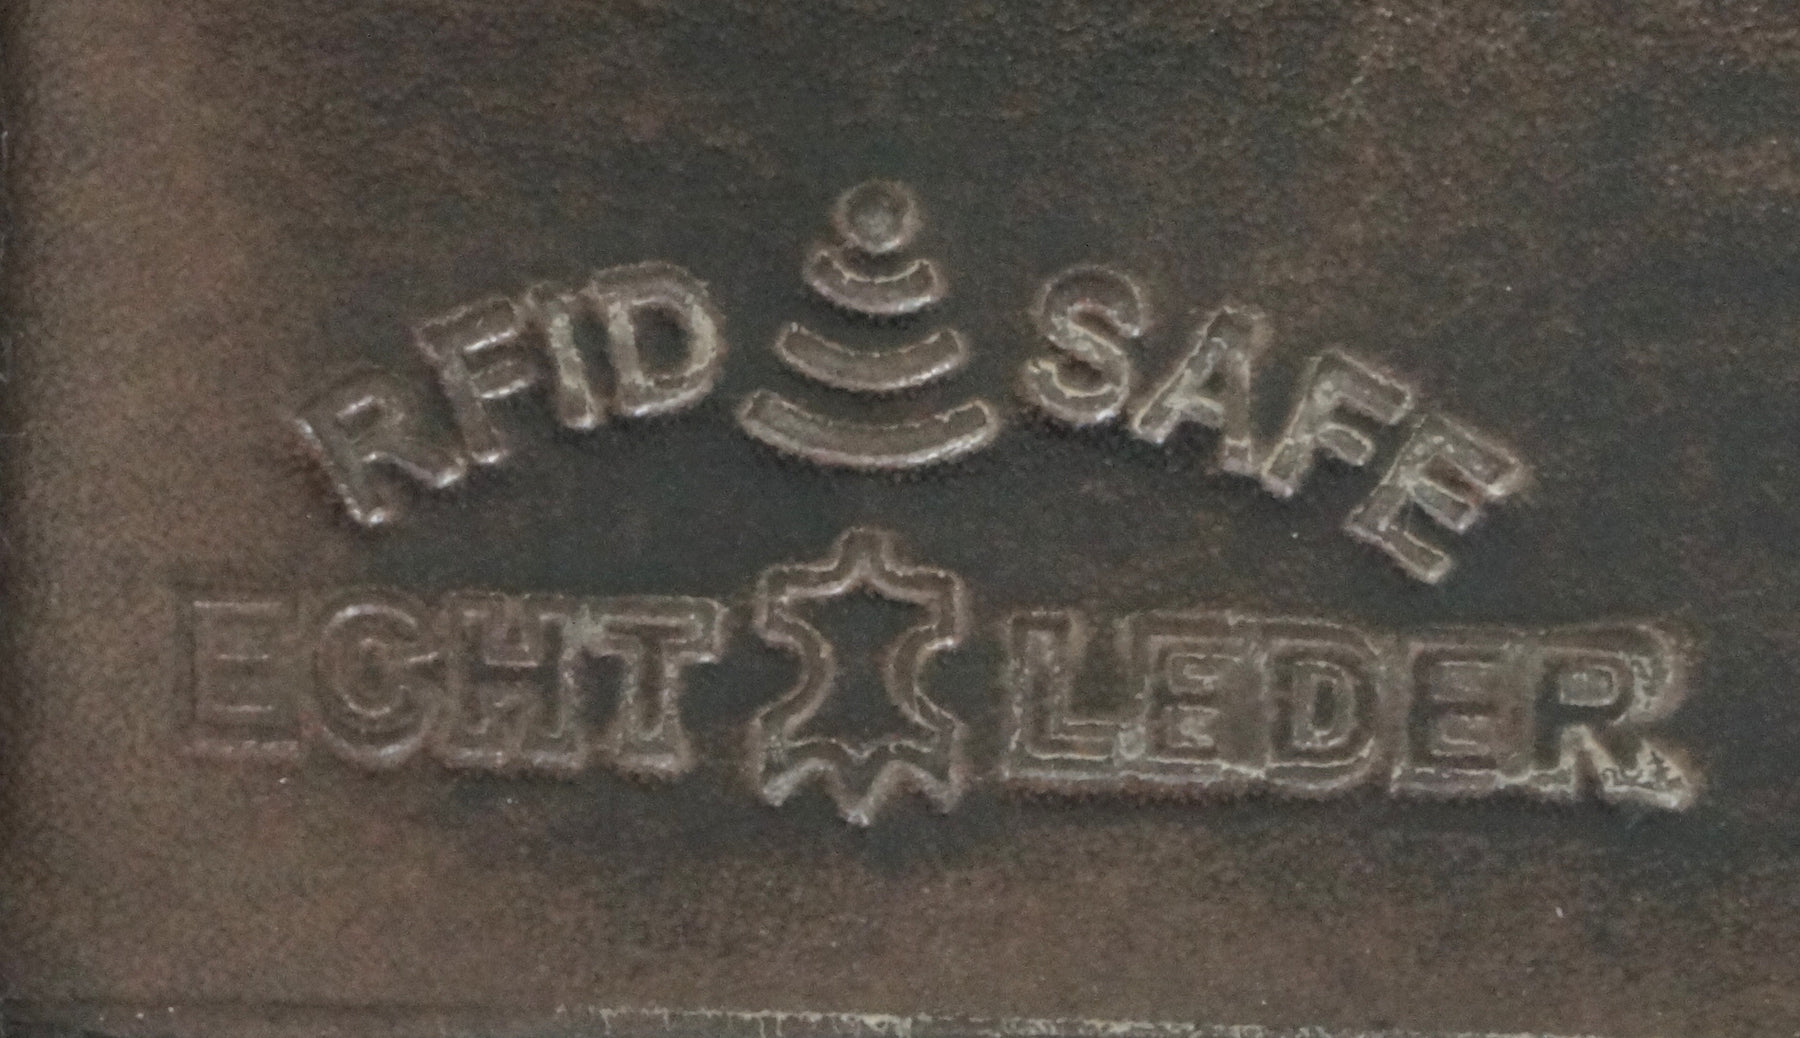 RFID SAFE
ECHT LEDER